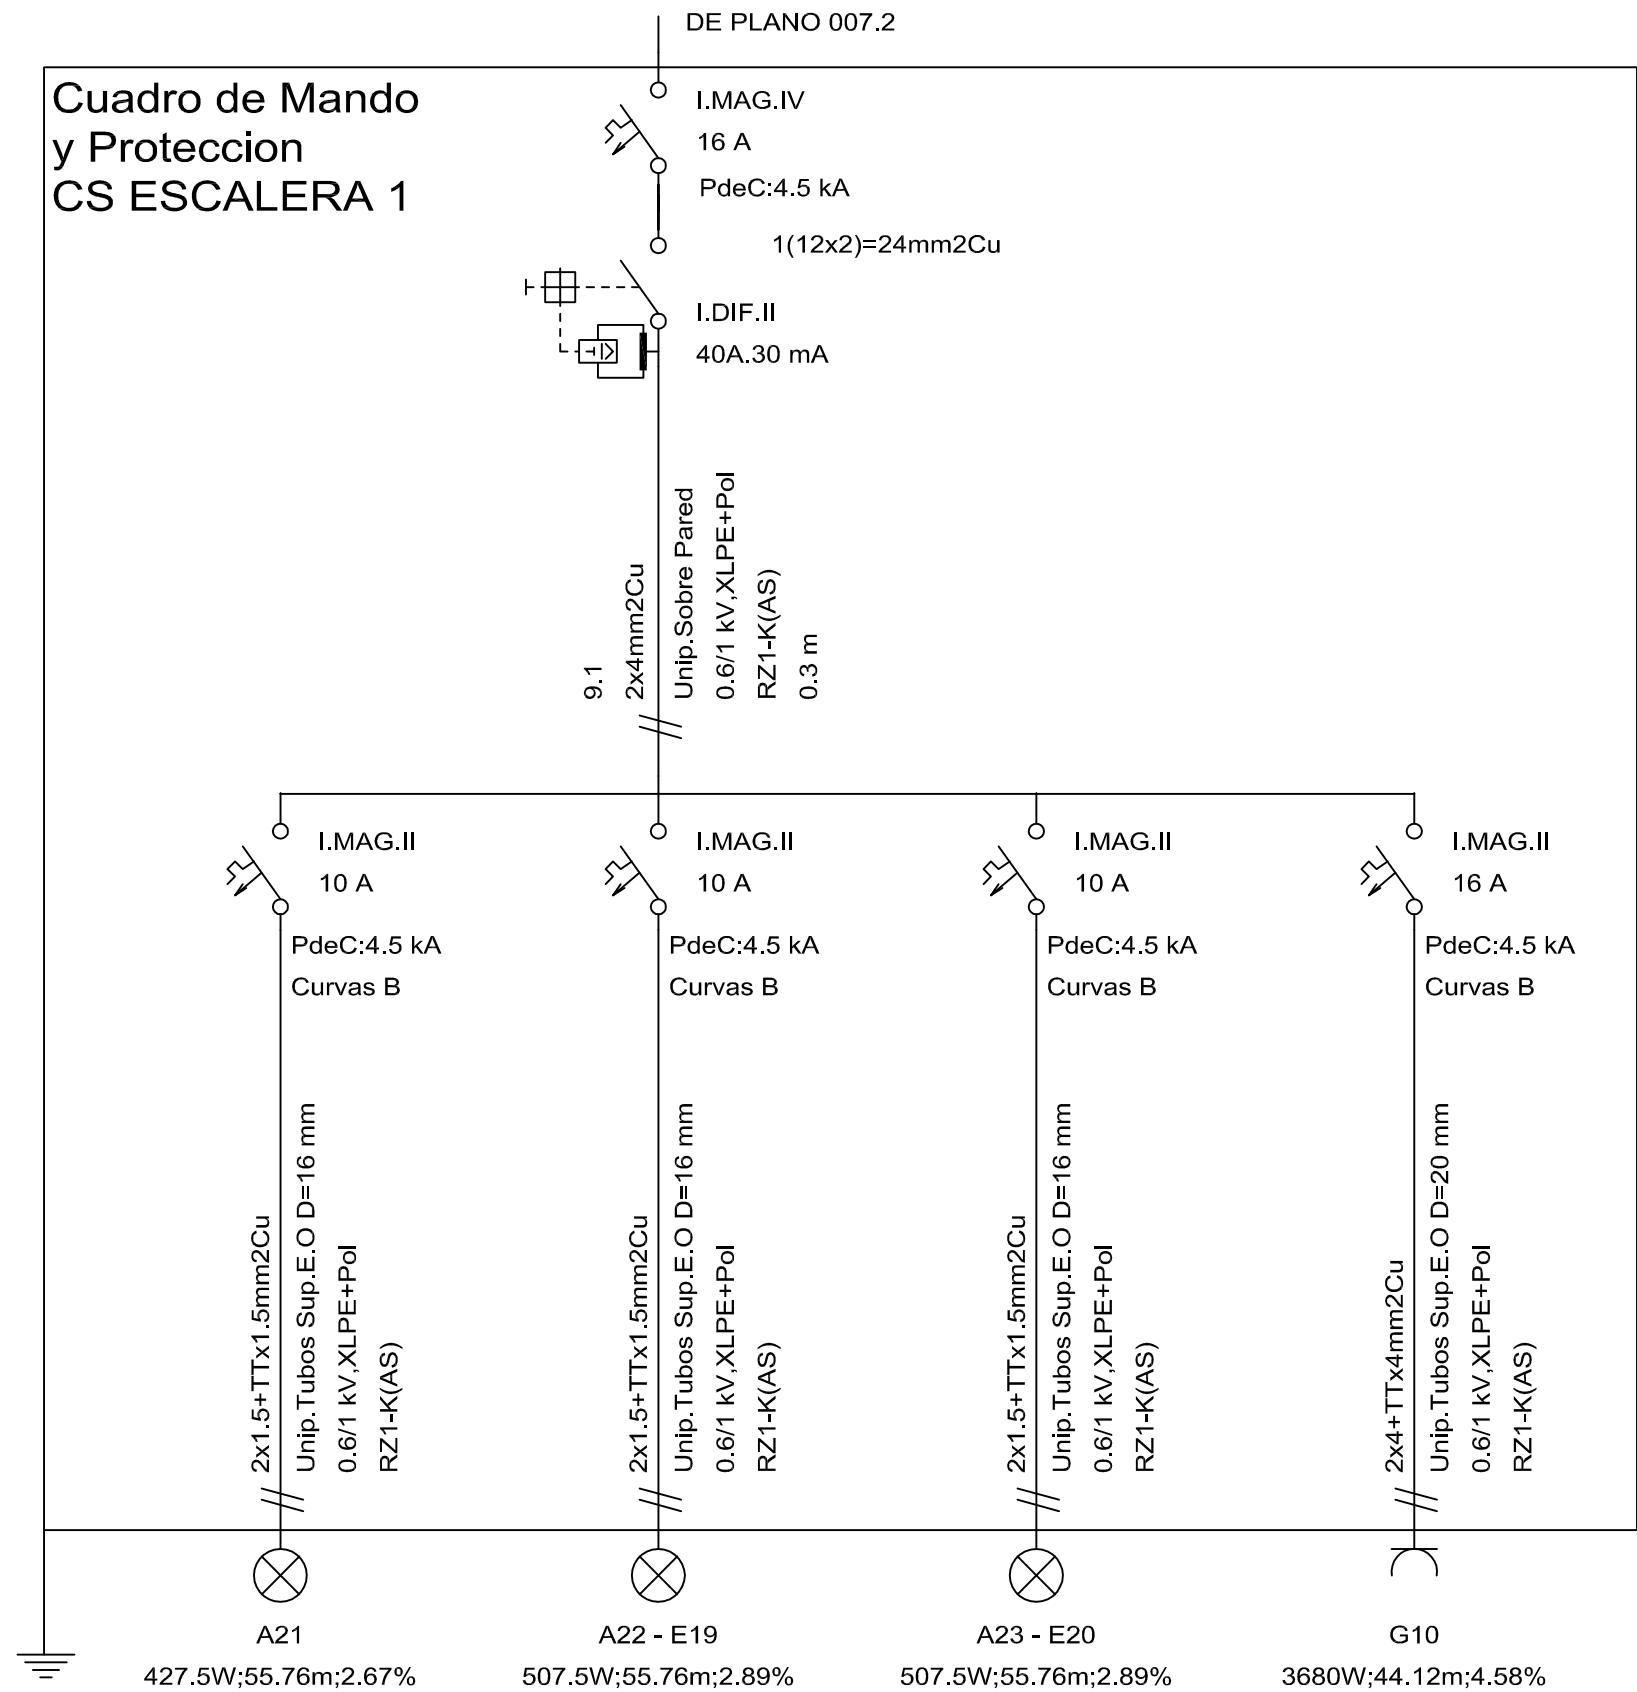 DE PLANO 007.2
Cuadro de Mando
y Proteccion
CS ESCALERA 1
I.MAG.IV
16 A
PdeC:4.5 kA
1(12x2)=24mm2Cu
I.DIF.II
40A.30 mA
9.1
2x4mm2Cu
Unip.Sobre Pared
0.6/1 kV,XLPE+Pol
RZ1-K(AS)
0.3 m
I.MAG.II
10 A
PdeC:4.5 kA
Curvas B
2x1.5+TTx1.5mm2Cu
Unip.Tubos Sup.E.O D=16 mm
0.6/1 kV,XLPE+Pol
RZ1-K(AS)
A21
427.5W;55.76m;2.67%
I.MAG.II
10 A
PdeC:4.5 kA
Curvas B
2x1.5+TTx1.5mm2Cu
Unip.Tubos Sup.E.O D=16 mm
0.6/1 kV,XLPE+Pol
RZ1-K(AS)
A22 - E19
507.5W;55.76m;2.89%
I.MAG.II
10 A
PdeC:4.5 kA
Curvas B
2x1.5+TTx1.5mm2Cu
Unip.Tubos Sup.E.O D=16 mm
0.6/1 kV,XLPE+Pol
RZ1-K(AS)
A23 - E20
507.5W;55.76m;2.89%
I.MAG.II
16 A
PdeC:4.5 kA
Curvas B
2x4+TTx4mm2Cu
Unip.Tubos Sup.E.O D=20 mm
0.6/1 kV,XLPE+Pol
RZ1-K(AS)
G10
3680W;44.12m;4.58%